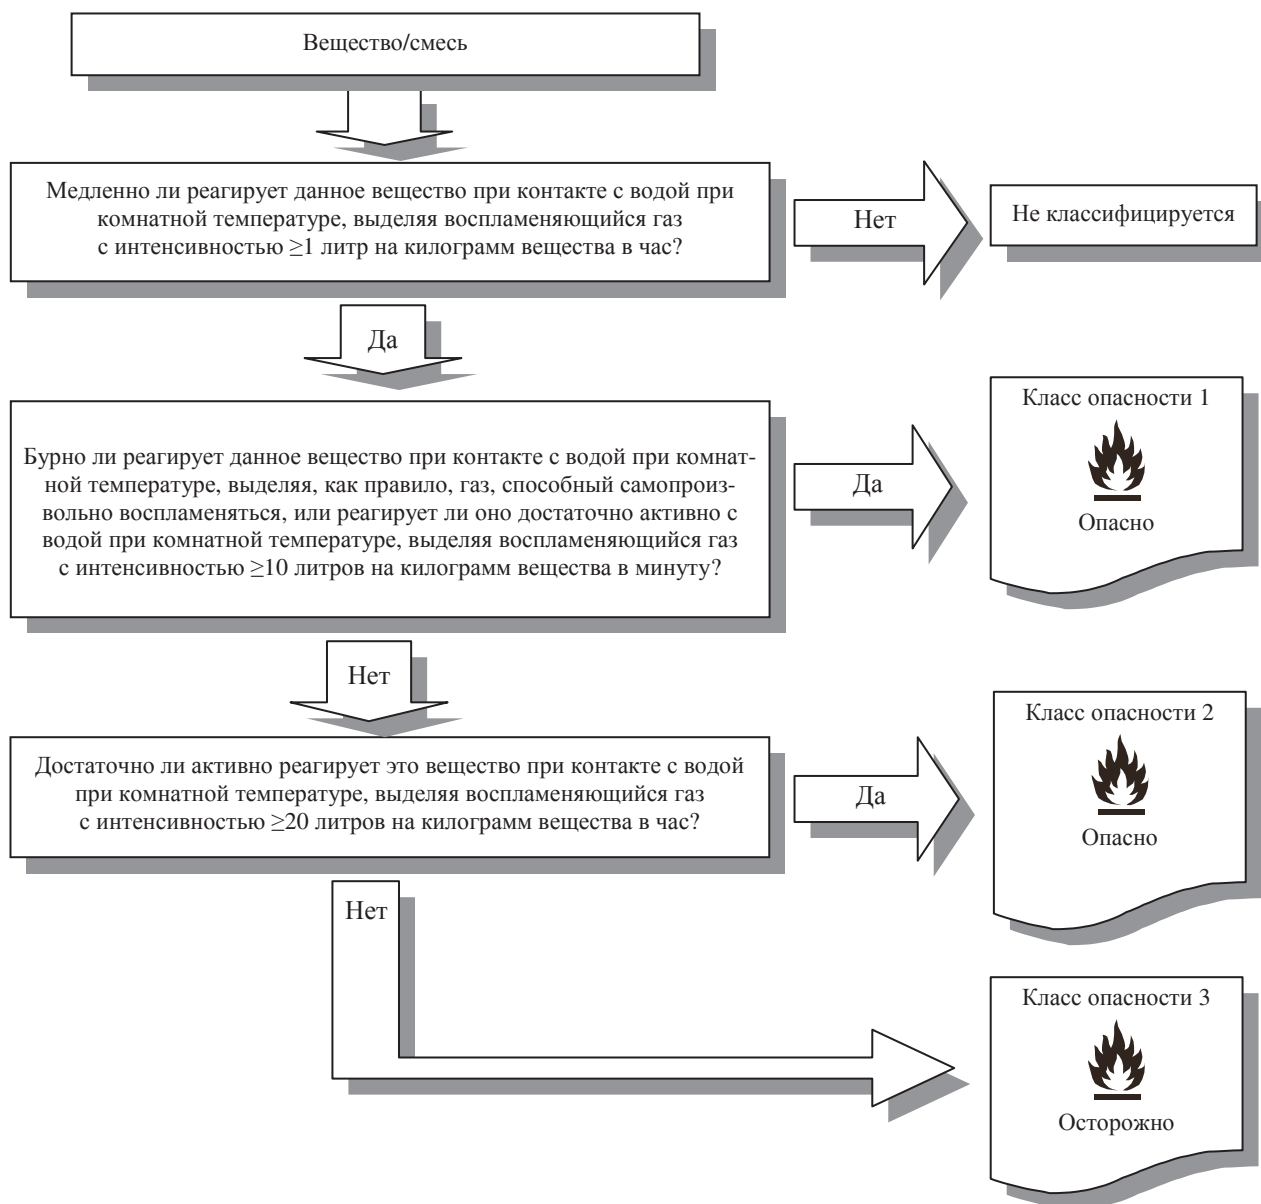 Вещество/смесь
Медленно ли реагирует данное вещество при контакте с водой при
комнатной температуре, выделяя воспламеняющийся газ
с интенсивностью ≥1 литр на килограмм вещества в час?
Нет
Не классифицируется
Да
Бурно ли реагирует данное вещество при контакте с водой при комнат-
ной температуре, выделяя, как правило, газ, способный самопроиз-
вольно воспламеняться, или реагирует ли оно достаточно активно с
водой при комнатной температуре, выделяя воспламеняющийся газ
с интенсивностью ≥10 литров на килограмм вещества в минуту?
Да
Класс опасности 1
Опасно
Нет
Достаточно ли активно реагирует это вещество при контакте с водой
при комнатной температуре, выделяя воспламеняющийся газ
с интенсивностью ≥20 литров на килограмм вещества в час?
Да
Класс опасности 2
Опасно
Нет
Класс опасности 3
Осторожно